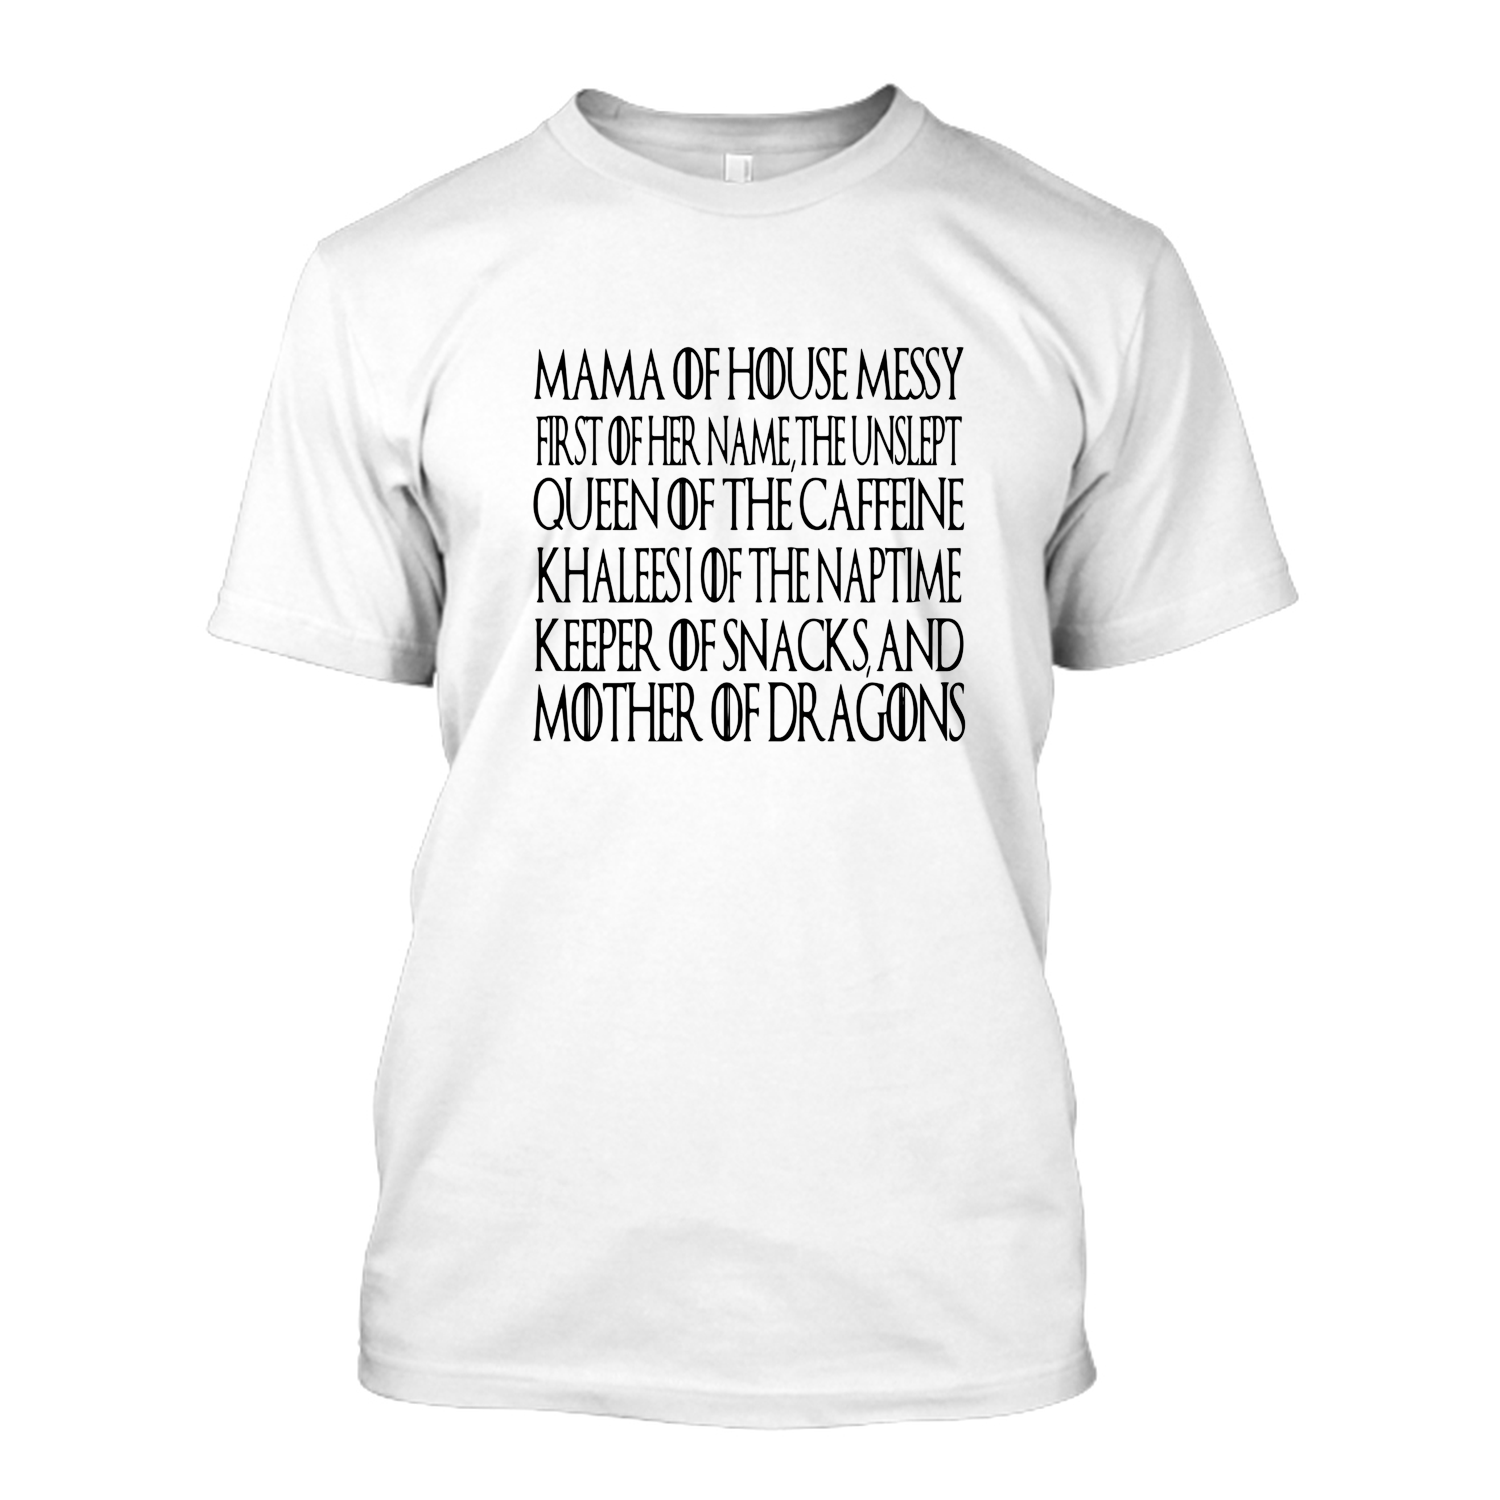 MAMA OF HOUSE MESSY
FIRST OF HER NAME, THE UNSLEPT
QUEEN OF THE CAFFEINE
KHALEESI OF THE NAPTIME
KEEPER OF SNACKS, AND
MOTHER OF DRAGONS